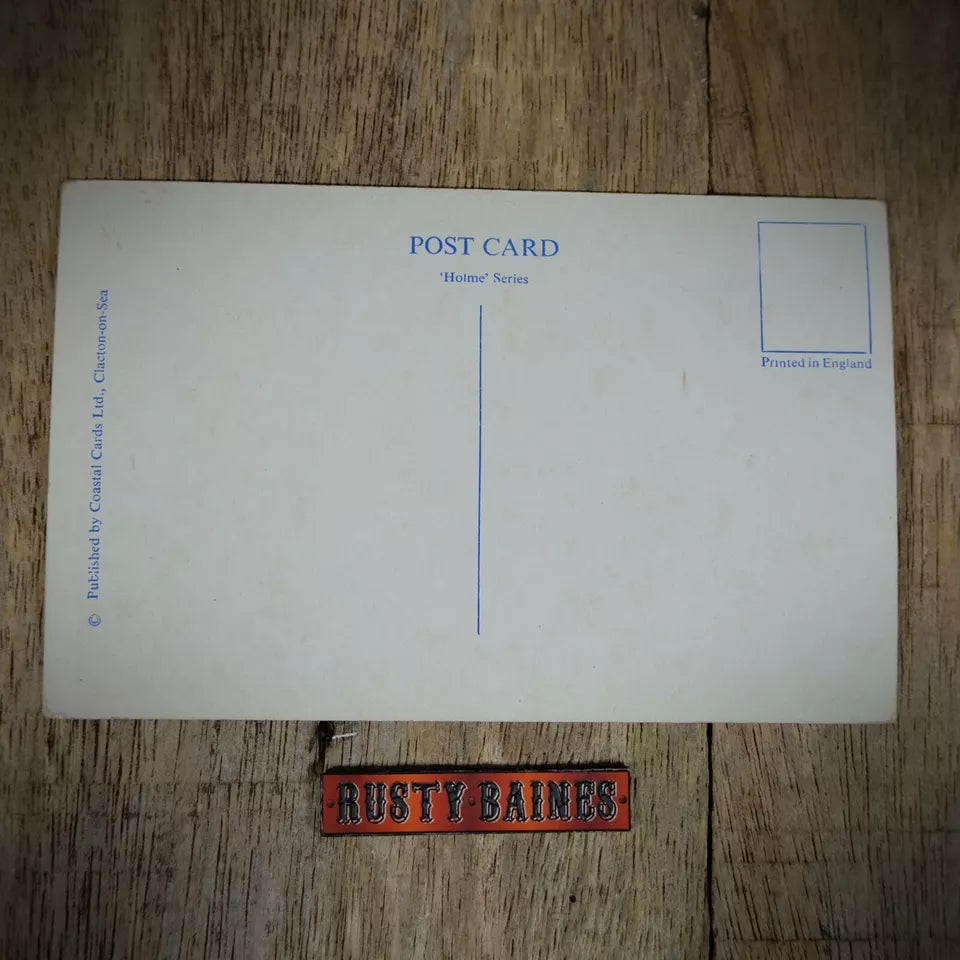 POST CARD
'Holme' Series
Printed in England
© Published by Coastal Cards Ltd., Clacton-on-Sea
RUSTY·BAINES